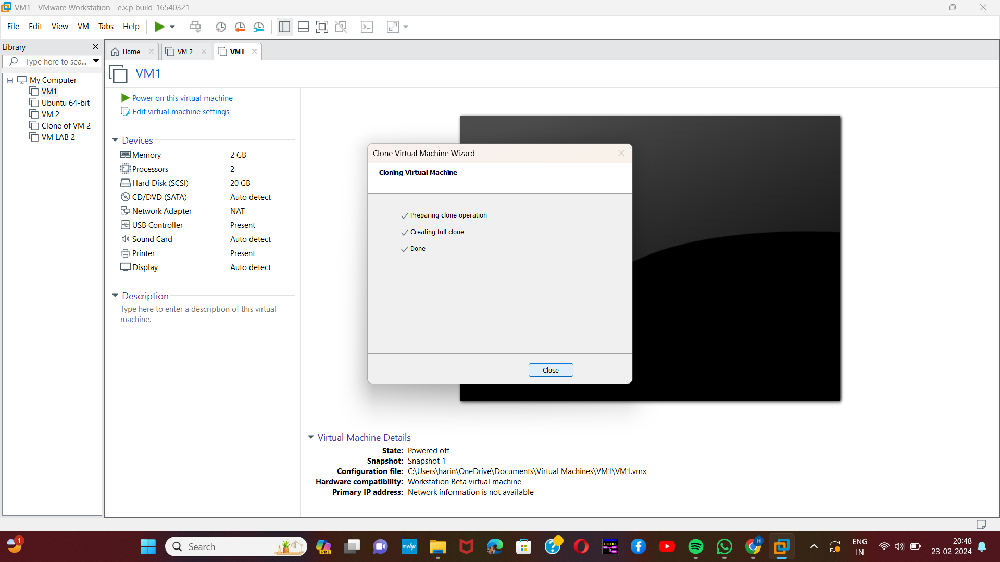 VM1 - VMware Workstation - e.x.p build-16540321
File Edit View VM Tabs Help
Library
Type here to sea...
My Computer
VM1
Ubuntu 64-bit
VM 2
Clone of VM 2
VM LAB 2
Home VM 2 VM1
VM1
Power on this virtual machine
Edit virtual machine settings
Devices
Memory 2 GB
Processors 2
Hard Disk (SCSI) 20 GB
CD/DVD (SATA) Auto detect
Network Adapter NAT
USB Controller Present
Sound Card Auto detect
Printer Present
Display Auto detect
Description
Type here to enter a description of this virtual
machine.
Clone Virtual Machine Wizard
Cloning Virtual Machine
Preparing clone operation
Creating full clone
Done
Close
Virtual Machine Details
State: Powered off
Snapshot: Snapshot 1
Configuration file: C:\Users\harin\OneDrive\Documents\Virtual Machines\VM1\VM1.vmx
Hardware compatibility: Workstation Beta virtual machine
Primary IP address: Network information is not available
1
Search
PRE
myhp
DATA
H
ENG
IN
20:48
23-02-2024